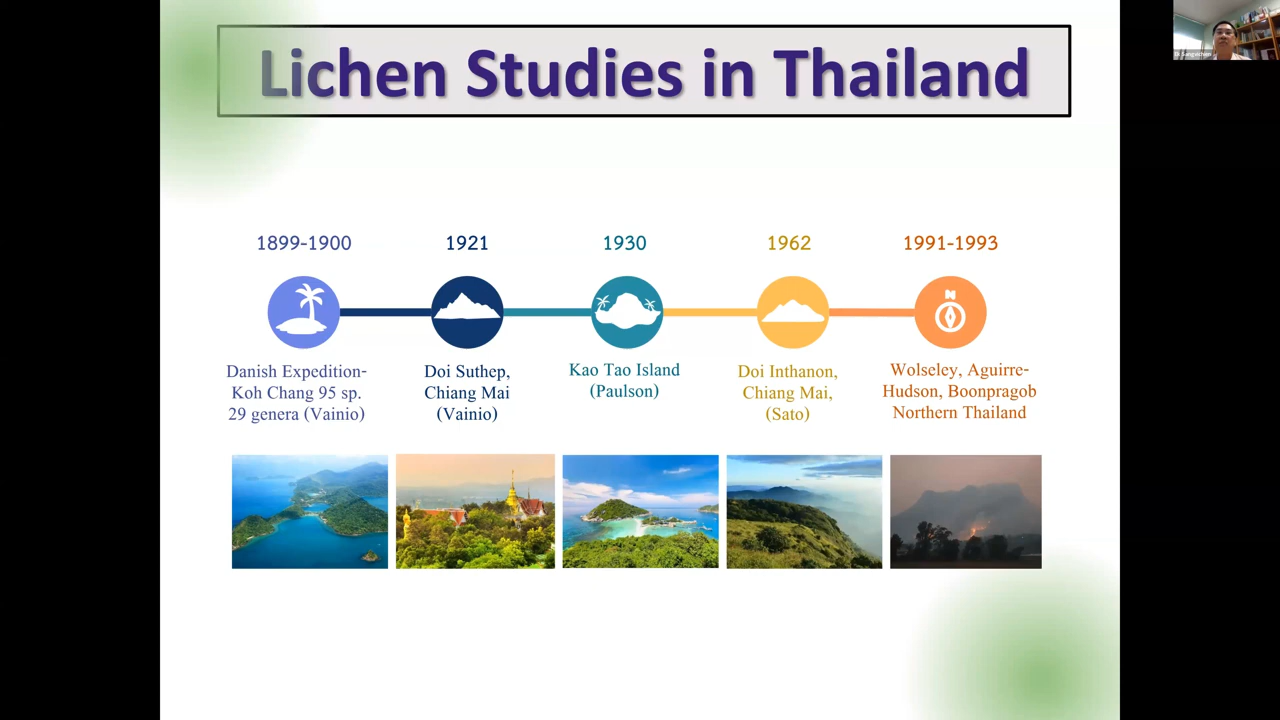 Lichen Studies in Thailand
1899-1900
Danish Expedition-
Koh Chang 95 sp.
29 genera (Vainio)
1921
Doi Suthep,
Chiang Mai
(Vainio)
1930
Kao Tao Island
(Paulson)
1962
Doi Inthanon,
Chiang Mai,
(Sato)
1991-1993
N
Wolseley, Aguirre-
Hudson, Boonpragob
Northern Thailand